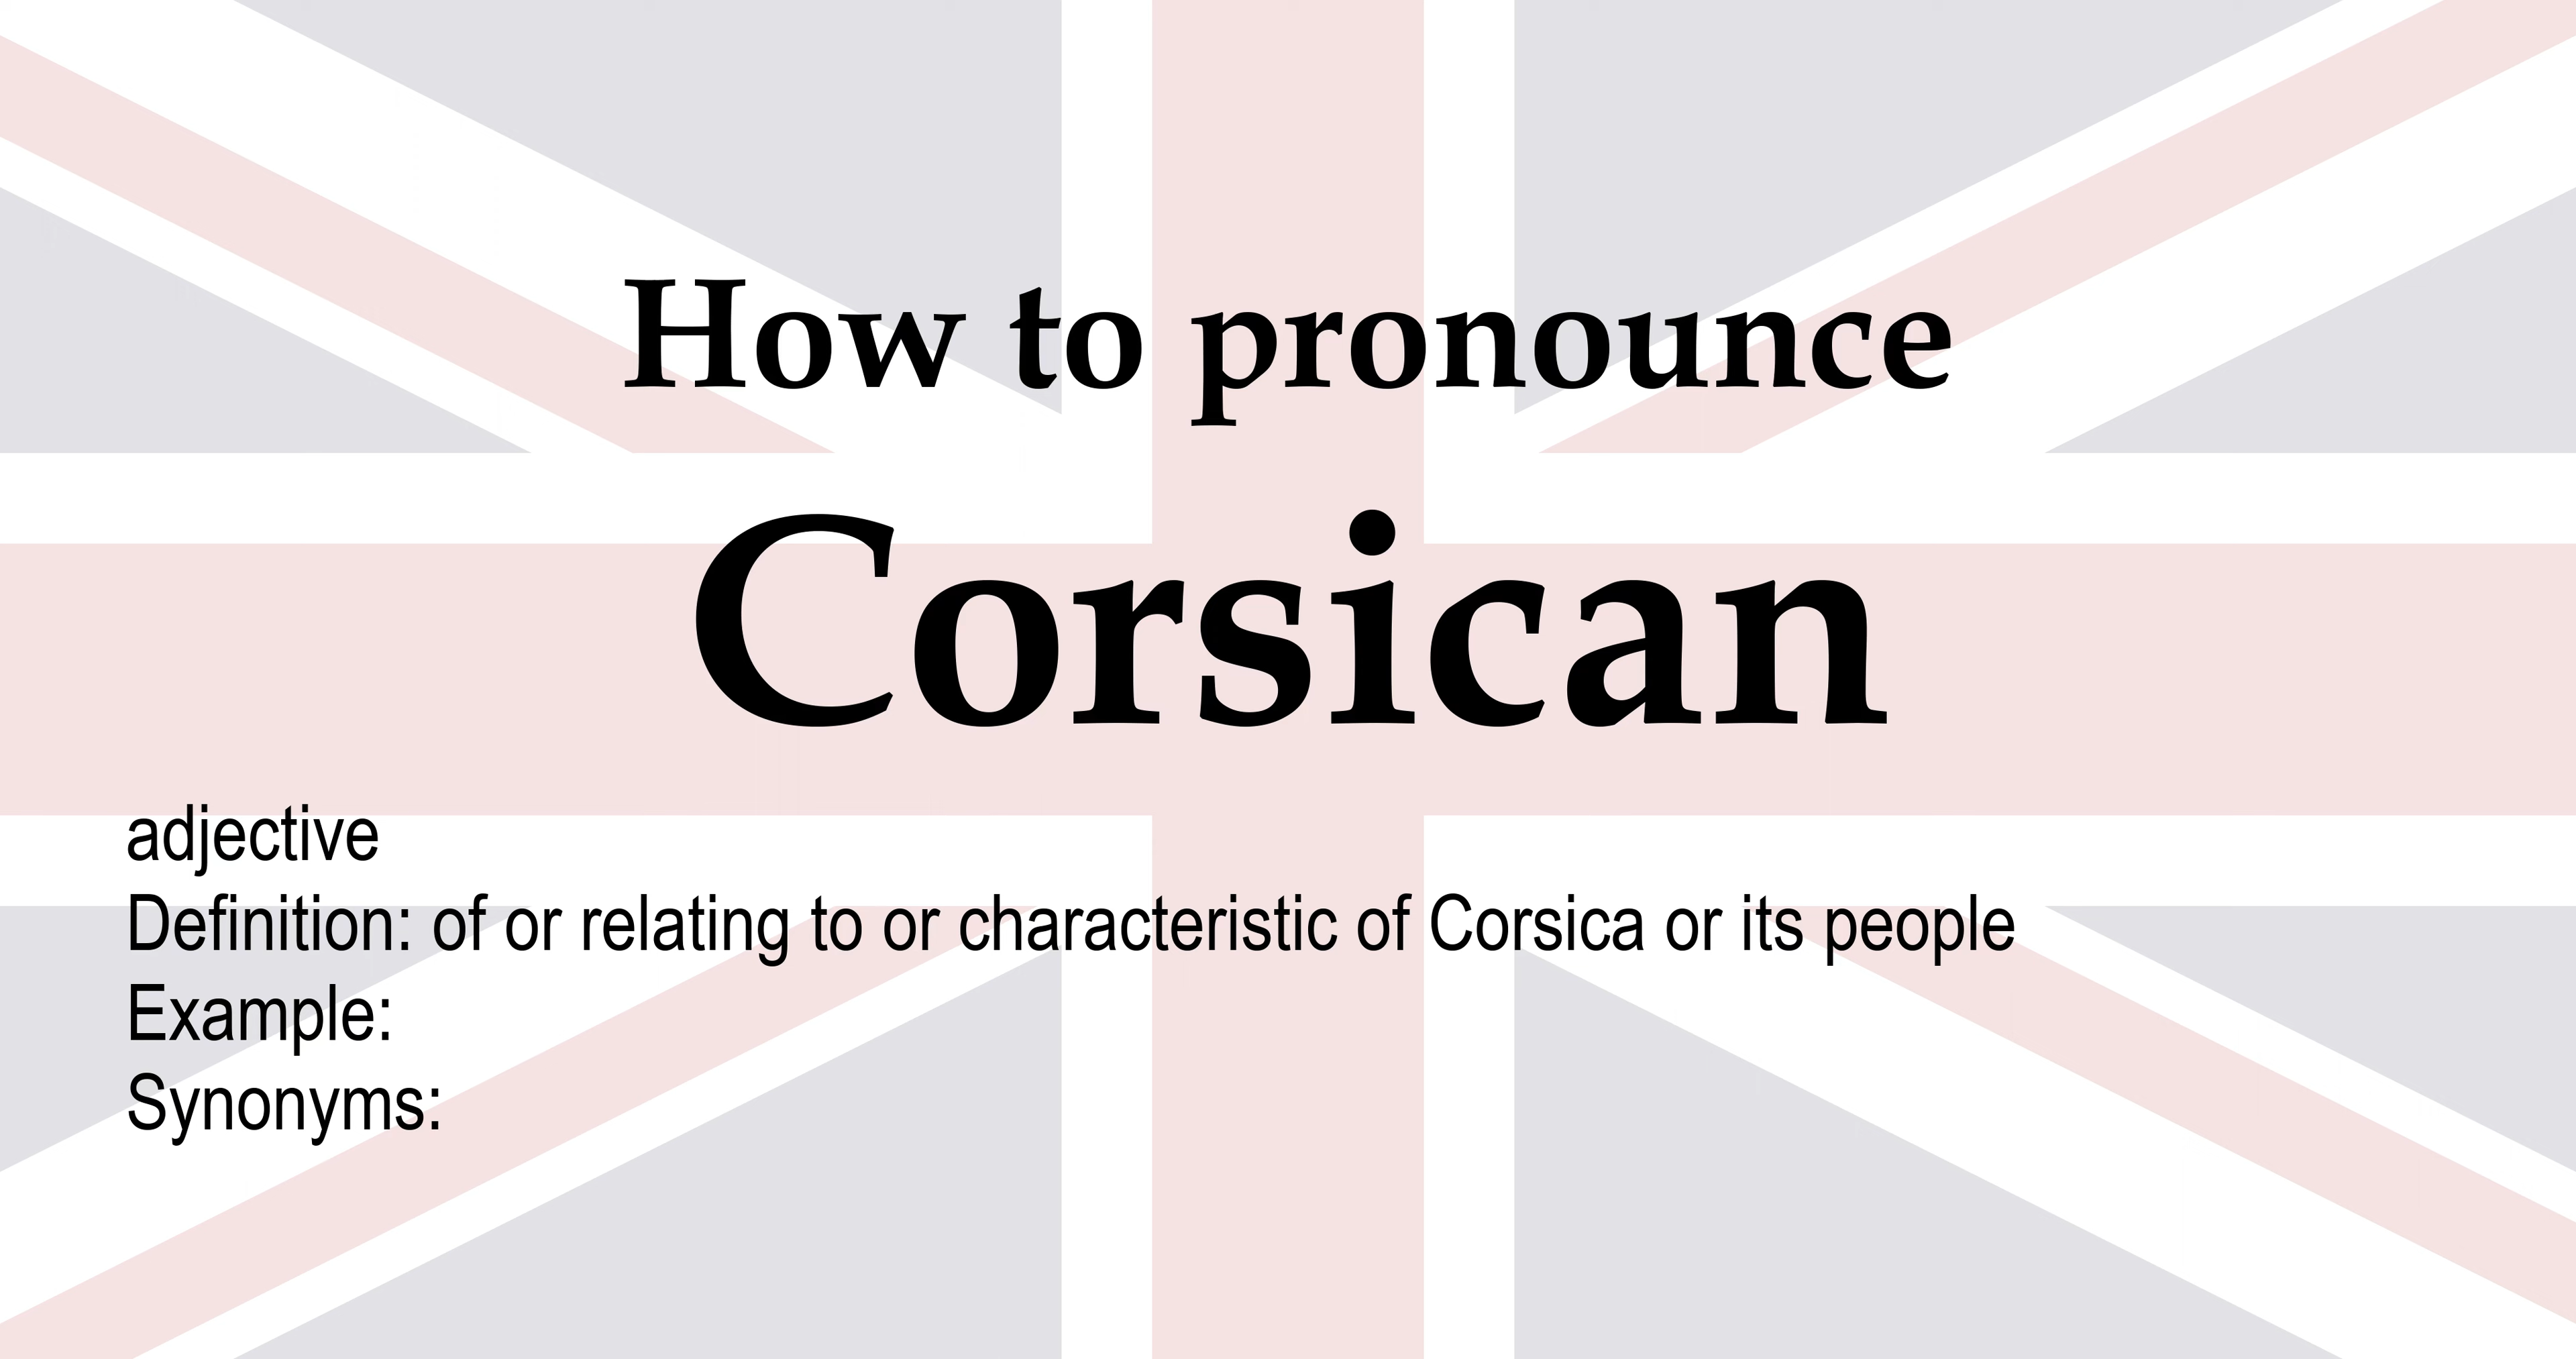 How to pronounce
Corsican
adjective
Definition: of or relating to or characteristic of Corsica or its people
Example:
Synonyms: